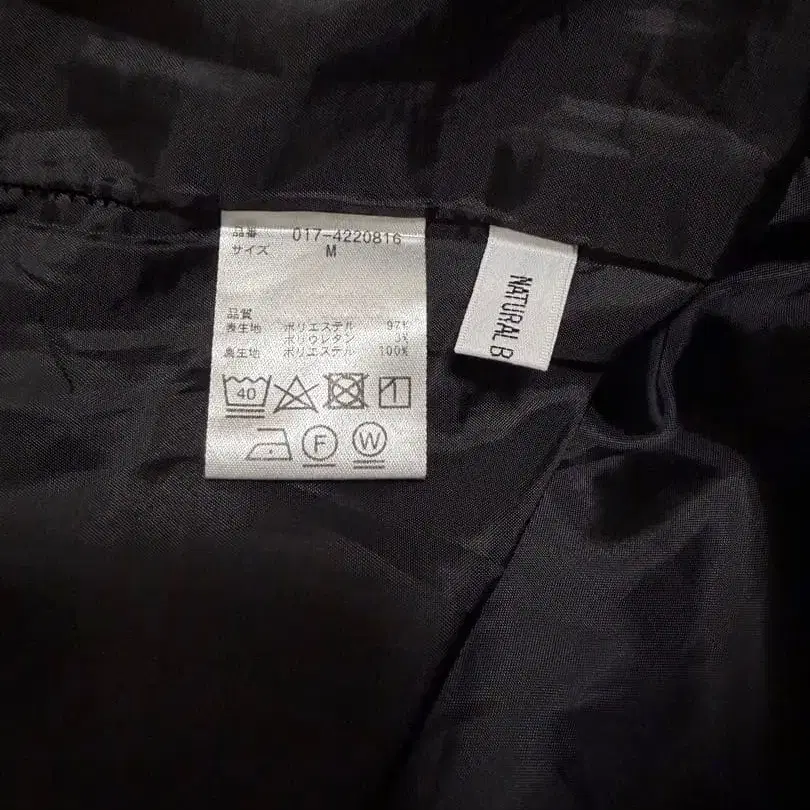 品番 017-4220816
サイズ M
品質
表生地 ポリエステル 97%
ポリウレタン 3%
裏生地 ポリエステル 100%
40
F W
NATURAL B